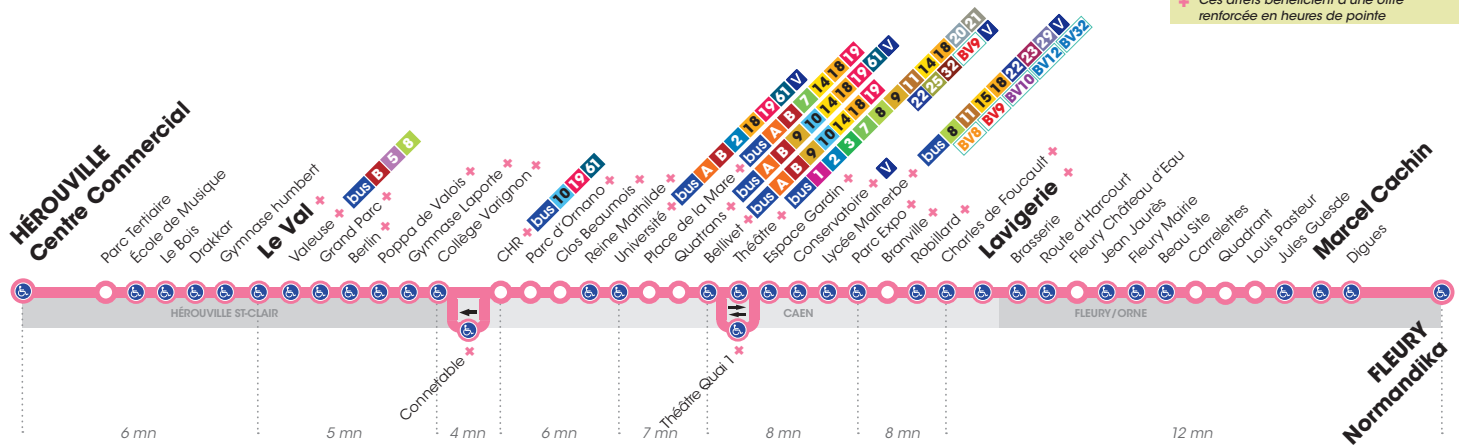 Ces arrêts bénéficient d'une offre
renforcée en heures de pointe
HÉROUVILLE
Centre Commercial
Parc Tertiaire
École de Musique
Le Bois
Drakkar
Gymnase humbert
Le Val
Valeuse
Grand Parc
bus B 5 8
Berlin
Poppa de Valois
Gymnase Laporte
Collège Varignon
CHR
bus 10 19 61
Parc d'Ornano
Clos Beaumois
Reine Mathilde
Université
bus A B 2 18 19 61 V
Place de la Mare
bus A B 7 14 18 19
Quatrans
bus A B 9 10 14 18 19 61 V
Bellivet
bus A B 9 10 14 18 19
Théâtre
bus 1 2 3 7 8 9 11 14 18 20 21
22 25 32 BV9 V
Espace Gardin
Conservatoire
V
Lycée Malherbe
bus 8 11 15 18 22 23 29 V
BV8 BV9 BV10 BV12 BV32
Parc Expo
Branville
Robillard
Charles de Foucault
Lavigerie
Brasserie
Route d'Harcourt
Fleury Château d'Eau
Jean Jaurès
Fleury Mairie
Beau Site
Carrelettes
Quadrant
Louis Pasteur
Jules Guesde
Marcel Cachin
Digues
FLEURY
Normandika
HÉROUVILLE ST-CLAIR
CAEN
FLEURY/ORNE
Connetable
Théâtre Quai 1
6 mn
5 mn
4 mn
6 mn
7 mn
8 mn
8 mn
12 mn